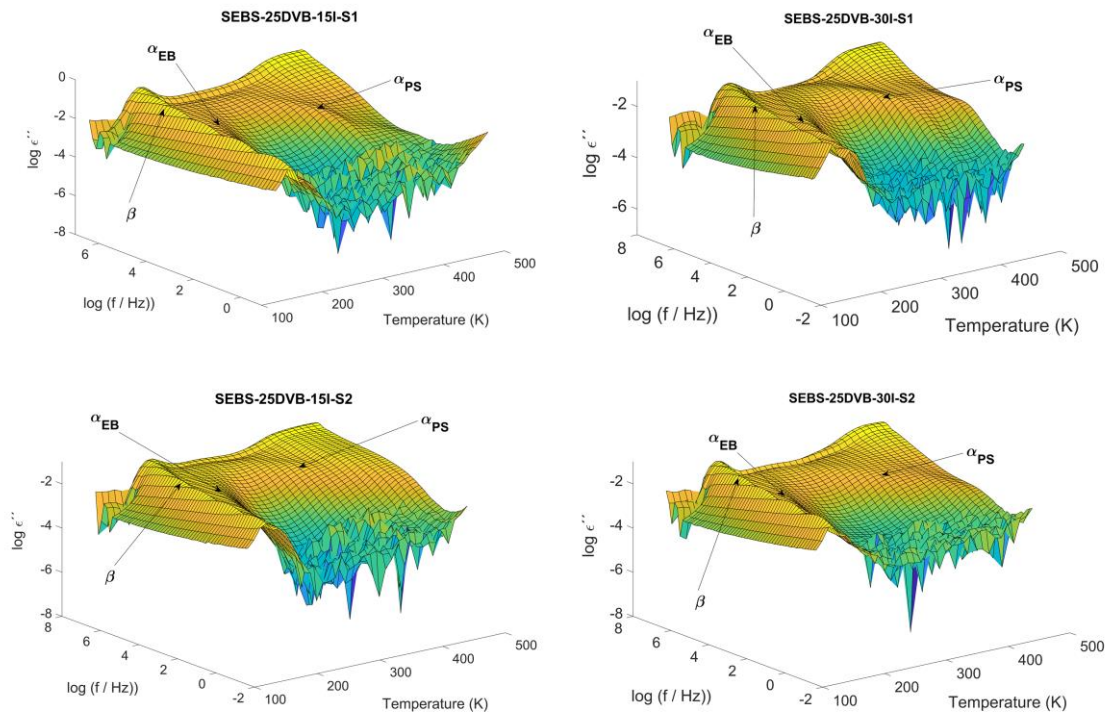 SEBS-25DVB-15I-S1
αEB
αPS
0
-2
-4
-6
-8
log ϵ´´
β
6
4
2
0
log (f / Hz))
100
200
300
400
500
Temperature (K)
SEBS-25DVB-30I-S1
αEB
αPS
-2
-4
-6
log ϵ´´
β
8
6
4
2
0
-2
log (f / Hz))
100
200
300
400
500
Temperature (K)
SEBS-25DVB-15I-S2
αEB
αPS
-2
-4
-6
-8
log ϵ´´
β
6
4
2
0
-2
log (f / Hz))
100
200
300
400
500
Temperature (K)
SEBS-25DVB-30I-S2
αEB
αPS
-2
-4
-6
-8
log ϵ´´
β
8
6
4
2
0
-2
log (f / Hz))
100
200
300
400
500
Temperature (K)